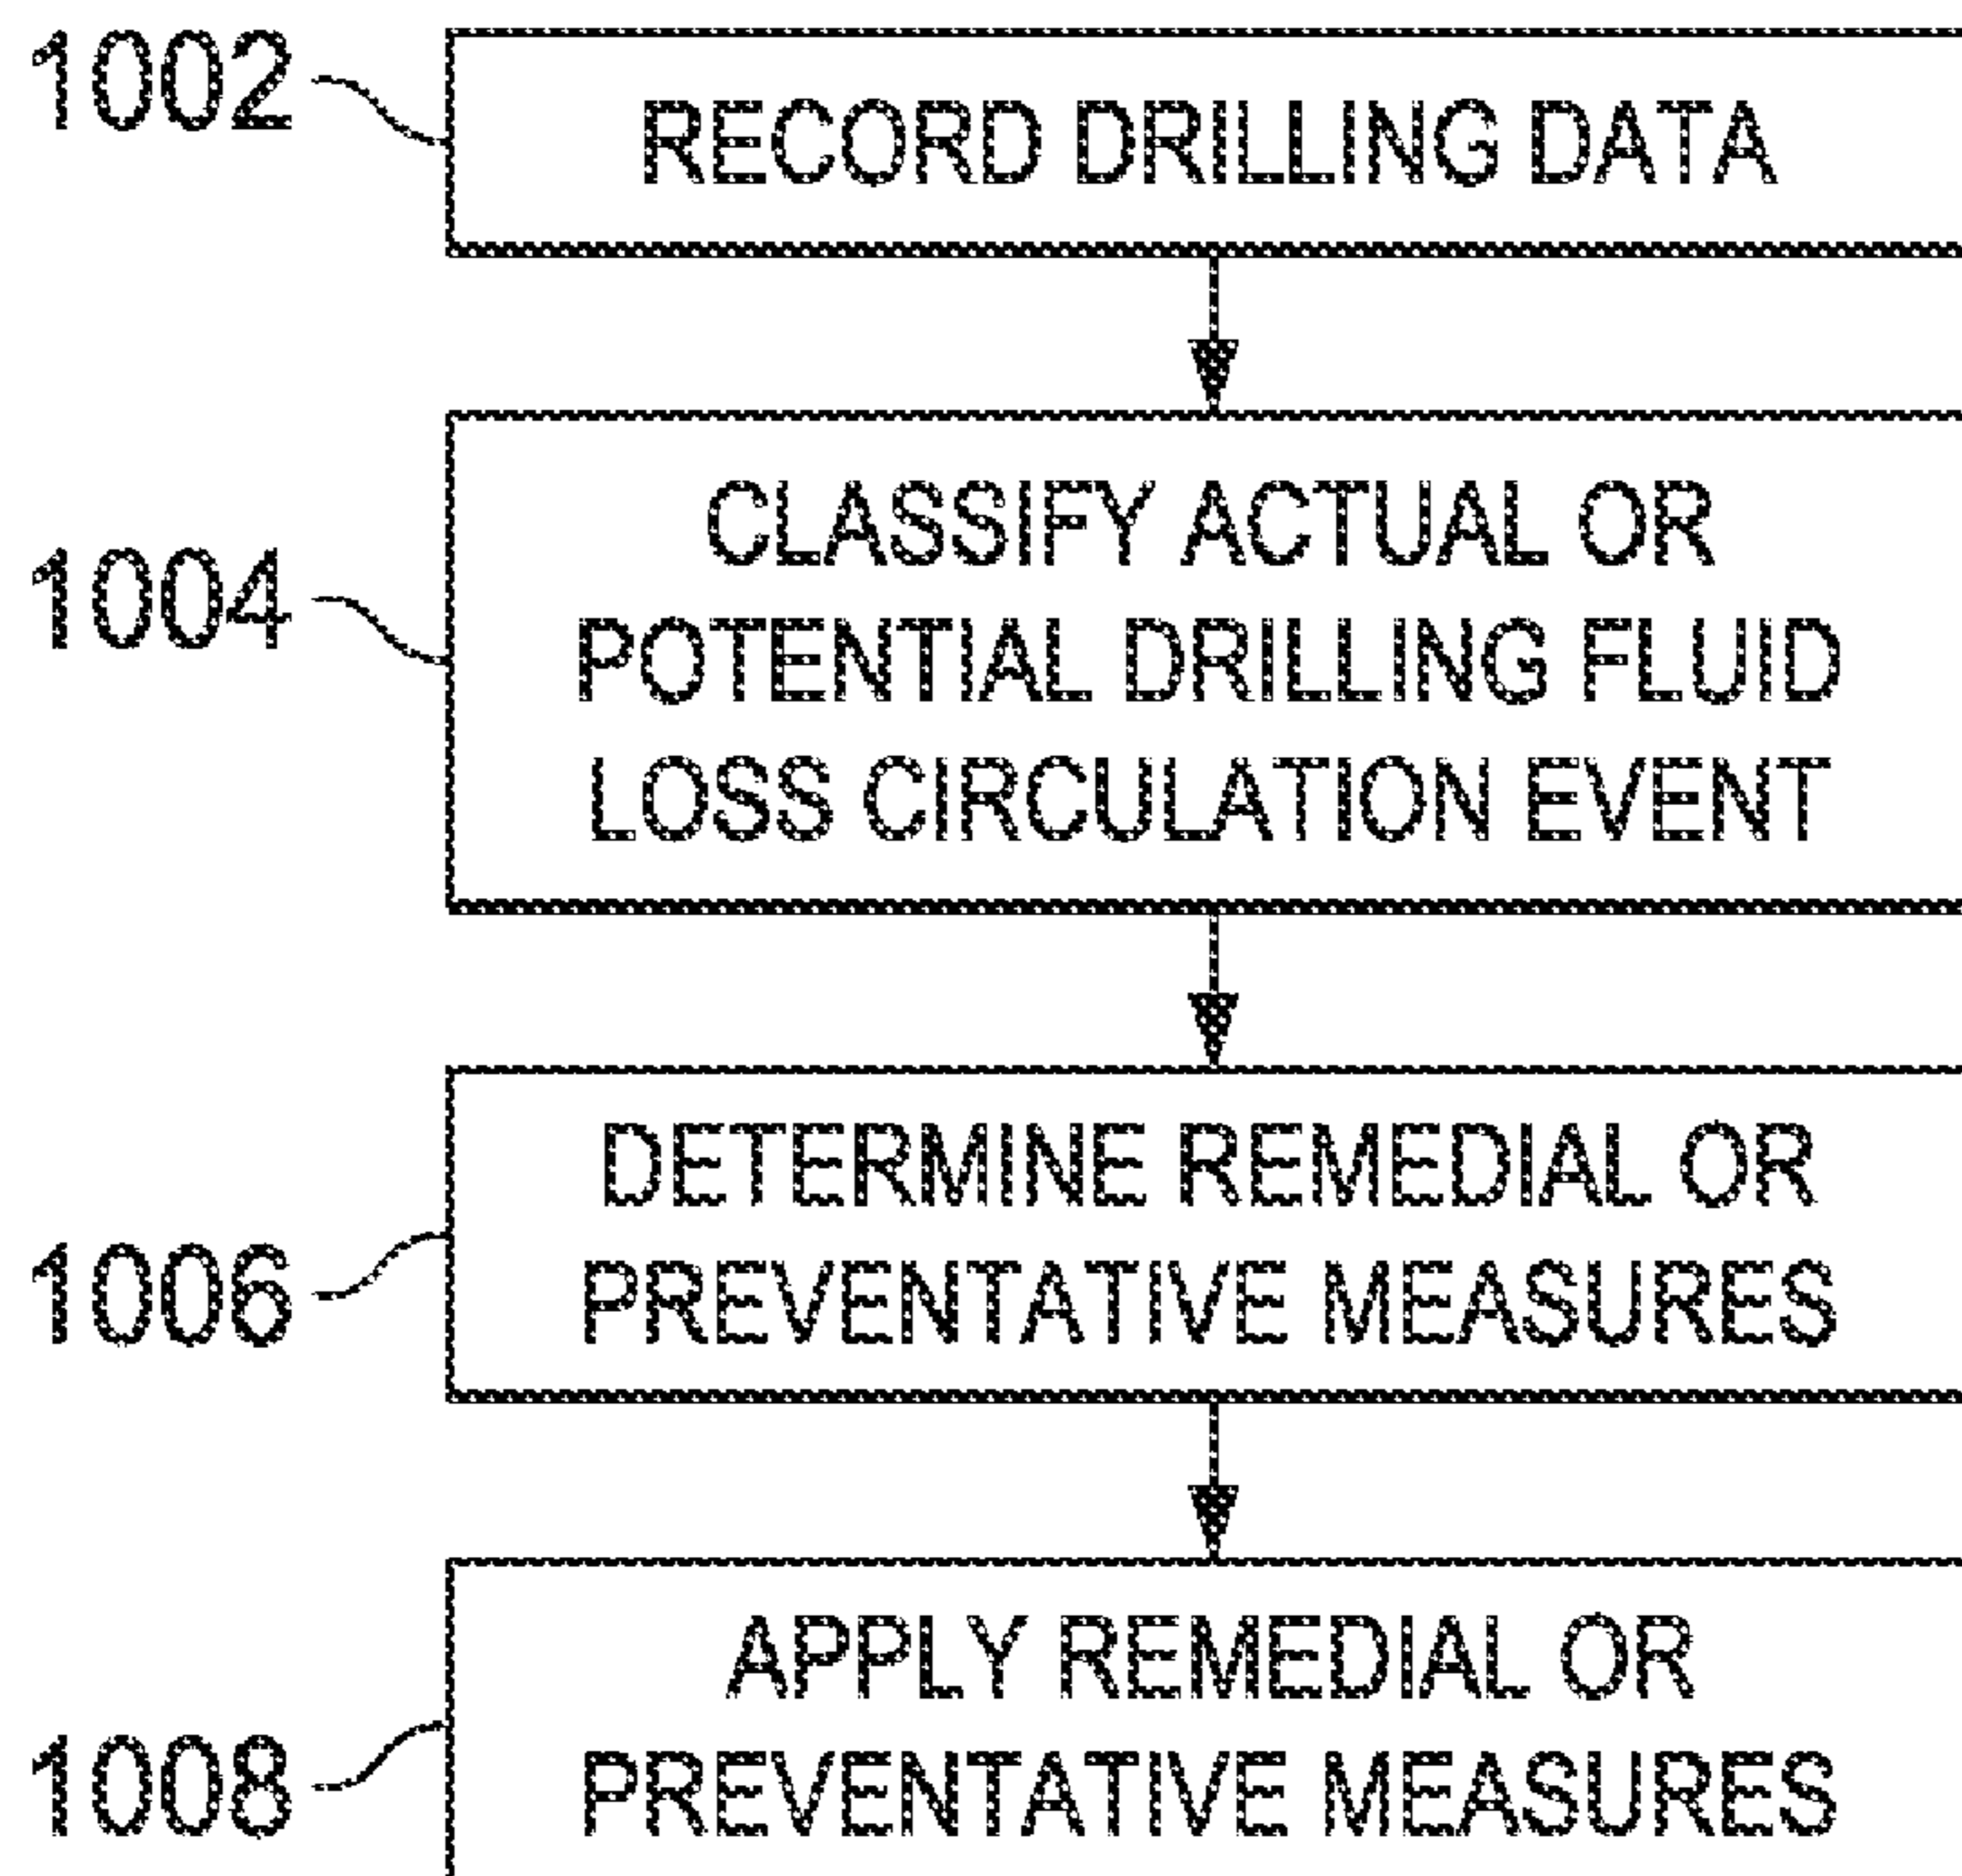 1002
RECORD DRILLING DATA
1004
CLASSIFY ACTUAL OR
POTENTIAL DRILLING FLUID
LOSS CIRCULATION EVENT
1006
DETERMINE REMEDIAL OR
PREVENTATIVE MEASURES
1008
APPLY REMEDIAL OR
PREVENTATIVE MEASURES